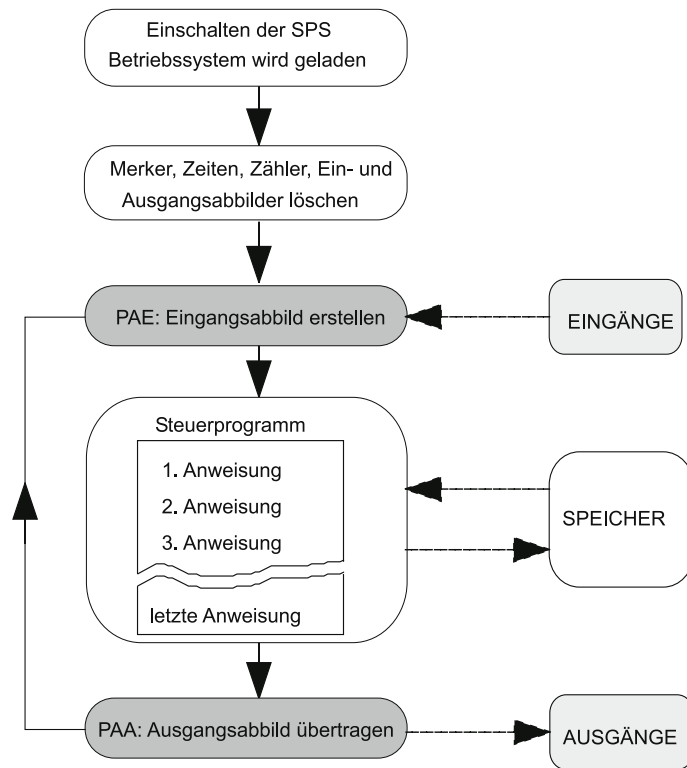 Einschalten der SPS
Betriebssystem wird geladen
Merker, Zeiten, Zähler, Ein- und
Ausgangsabbilder löschen
PAE: Eingangsabbild erstellen
EINGÄNGE
Steuerprogramm
1. Anweisung
2. Anweisung
3. Anweisung
letzte Anweisung
SPEICHER
PAA: Ausgangsabbild übertragen
AUSGÄNGE